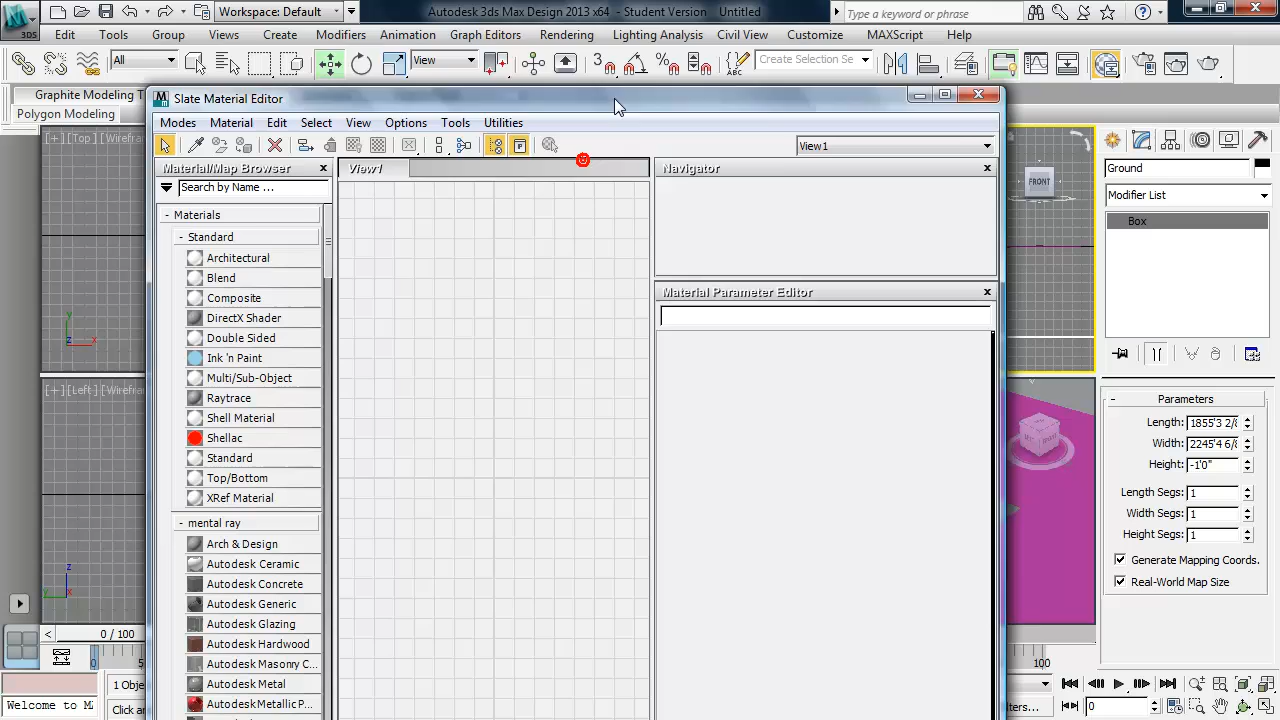 Workspace: Default
Autodesk 3ds Max Design 2013 x64 - Student Version Untitled
Type a keyword or phrase
3DS
Edit Tools Group Views Create Modifiers Animation Graph Editors Rendering Lighting Analysis Civil View Customize MAXScript Help
All View 3 Create Selection Se
Graphite Modeling T
Polygon Modeling
Slate Material Editor
Modes Material Edit Select View Options Tools Utilities
View1
Material/Map Browser
Search by Name ...
View1
Navigator
Material Parameter Editor
- Materials
- Standard
Architectural
Blend
Composite
DirectX Shader
Double Sided
Ink 'n Paint
Multi/Sub-Object
Raytrace
Shell Material
Shellac
Standard
Top/Bottom
XRef Material
- mental ray
Arch & Design
Autodesk Ceramic
Autodesk Concrete
Autodesk Generic
Autodesk Glazing
Autodesk Hardwood
Autodesk Masonry C...
Autodesk Metal
Autodesk Metallic P...
[+] [Top] [Wirefram
[+] [Left] [Wirefra
FRONT
Ground
Modifier List
Box
- Parameters
Length: 1855'3 2/8
Width: 2245'4 6/8
Height: -1'0"
Length Segs: 1
Width Segs: 1
Height Segs: 1
Generate Mapping Coords.
Real-World Map Size
0 / 100
0 5
100
1 Obje
Welcome to M
Click an
ters...
0